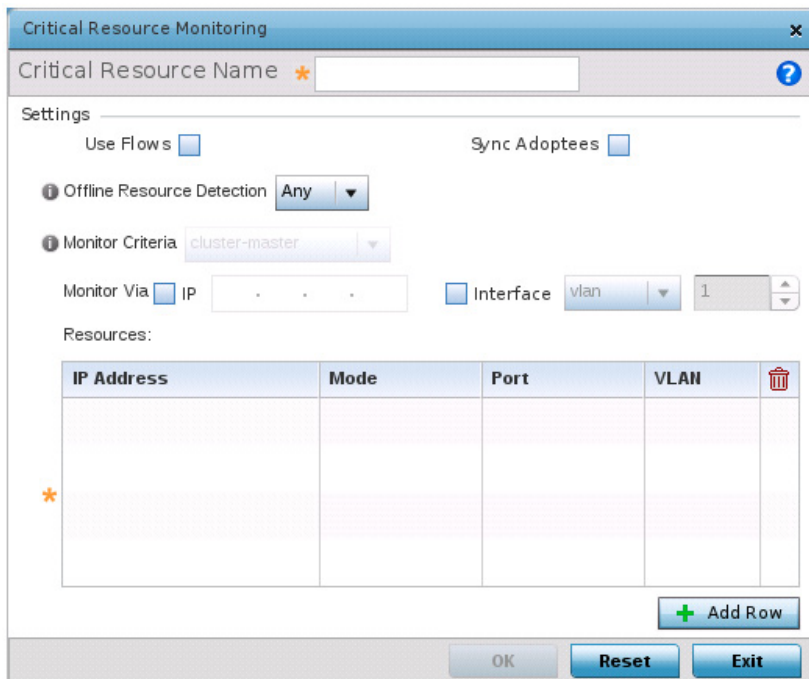 Critical Resource Monitoring
Critical Resource Name *
Settings
Use Flows
Sync Adoptees
Offline Resource Detection Any
Monitor Criteria cluster-master
Monitor Via IP . . . Interface vlan 1
Resources:
IP Address Mode Port VLAN
*
+ Add Row
OK Reset Exit